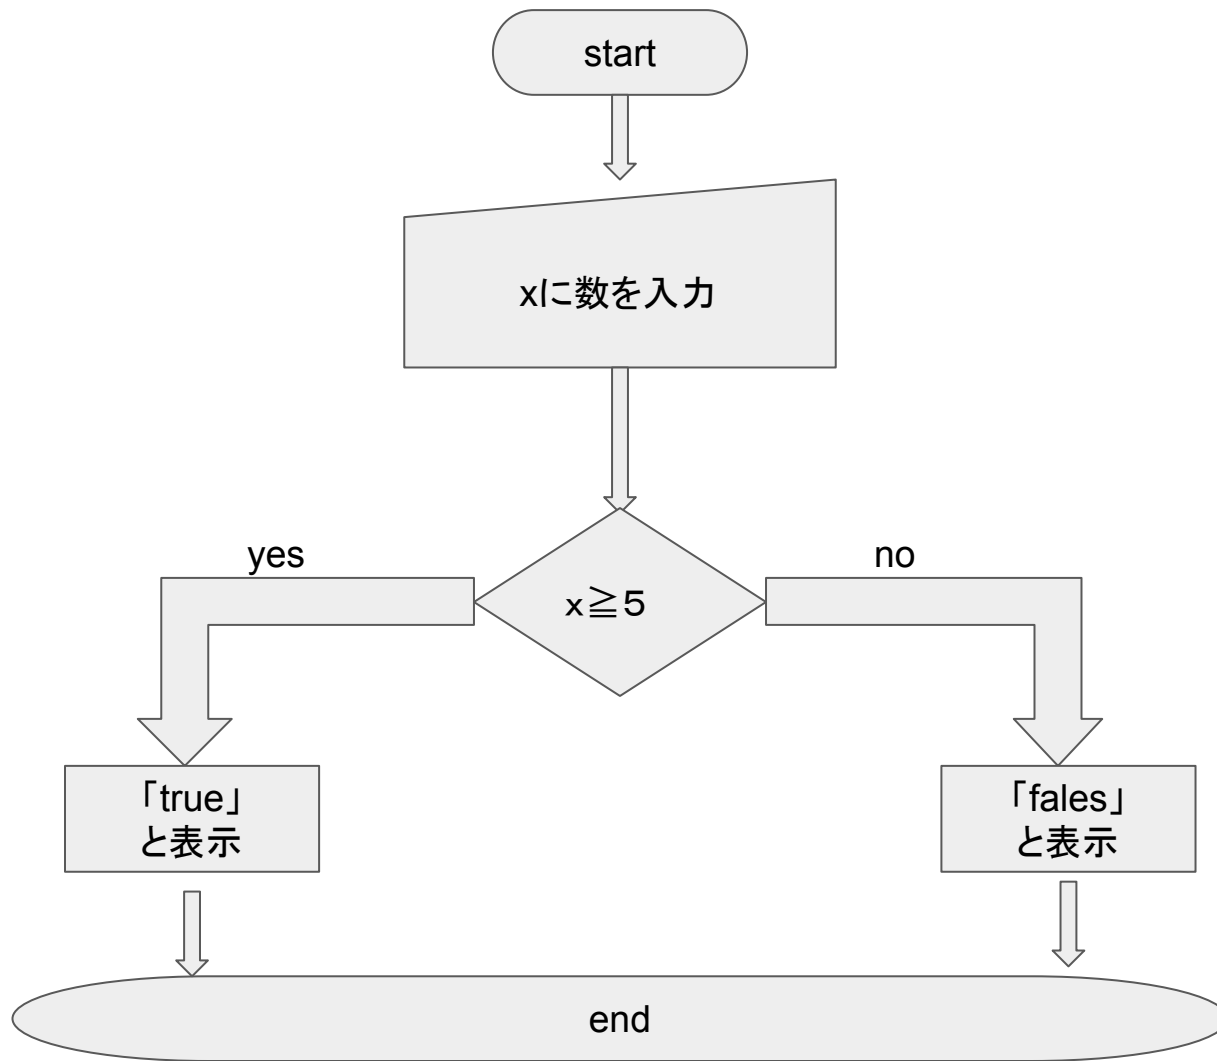 start
xに数を入力
yes
no
x≧5
「true」
と表示
「fales」
と表示
end